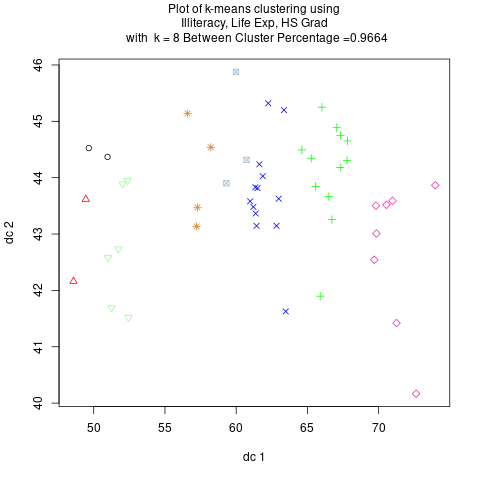 Plot of k-means clustering using
Illiteracy, Life Exp, HS Grad
with k = 8 Between Cluster Percentage =0.9664
46
45
44
43
42
41
40
dc 2
50 55 60 65 70
dc 1